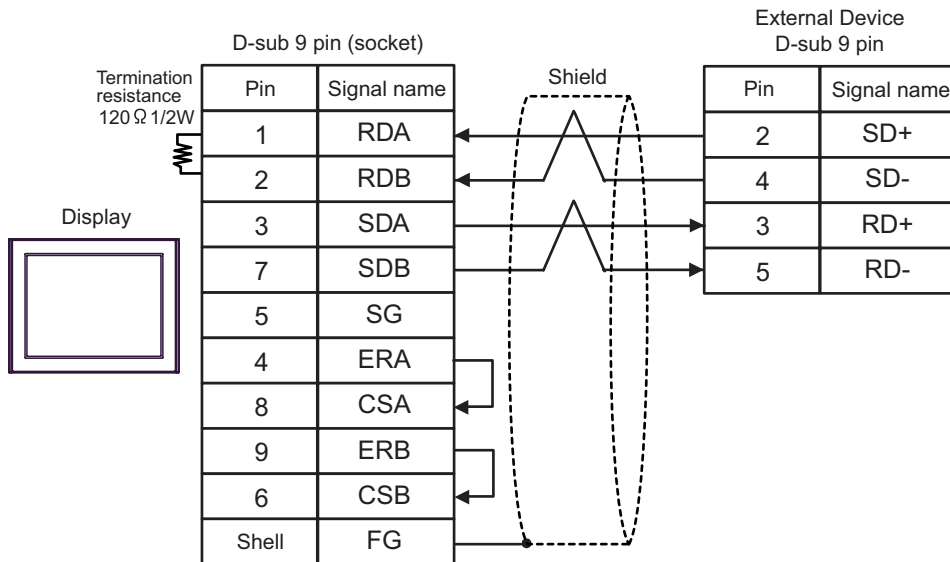 External Device
D-sub 9 pin (socket)
D-sub 9 pin
Termination
resistance
120 Ω 1/2W
Shield
Display
Pin Signal name
1 RDA
2 RDB
3 SDA
7 SDB
5 SG
4 ERA
8 CSA
9 ERB
6 CSB
Shell FG
Pin Signal name
2 SD+
4 SD-
3 RD+
5 RD-